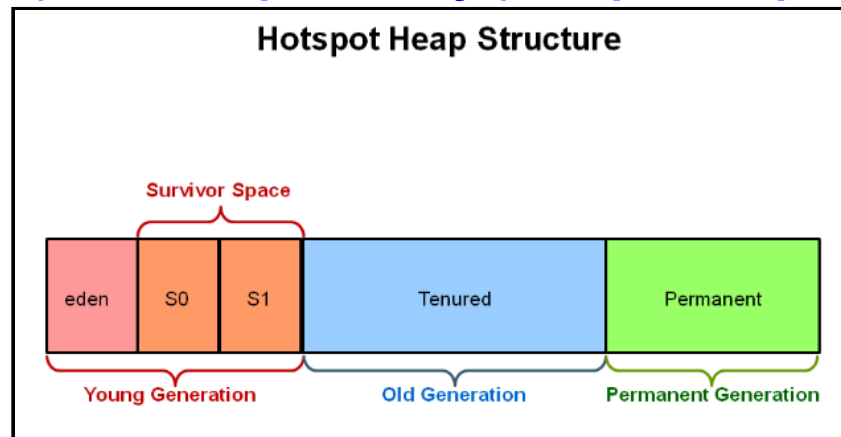 Hotspot Heap Structure
Survivor Space
eden S0 S1 Tenured Permanent
Young Generation Old Generation Permanent Generation